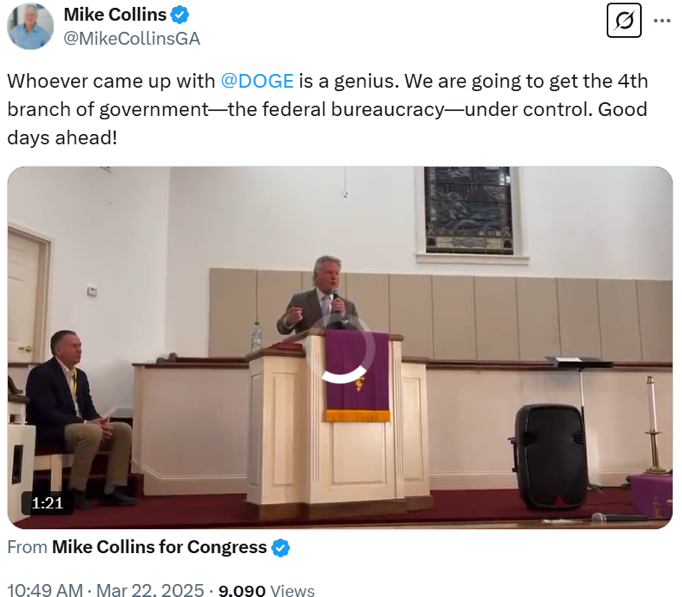 Mike Collins
@MikeCollinsGA
Whoever came up with @DOGE is a genius. We are going to get the 4th
branch of government—the federal bureaucracy—under control. Good
days ahead!
1:21
From Mike Collins for Congress
10:49 AM · Mar 22, 2025 · 9,090 Views